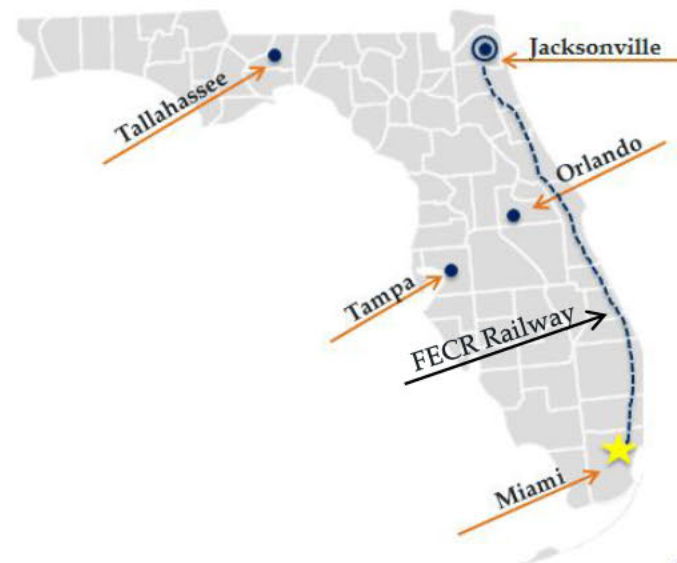 Jacksonville
Tallahassee
Orlando
Tampa
FECR Railway
Miami